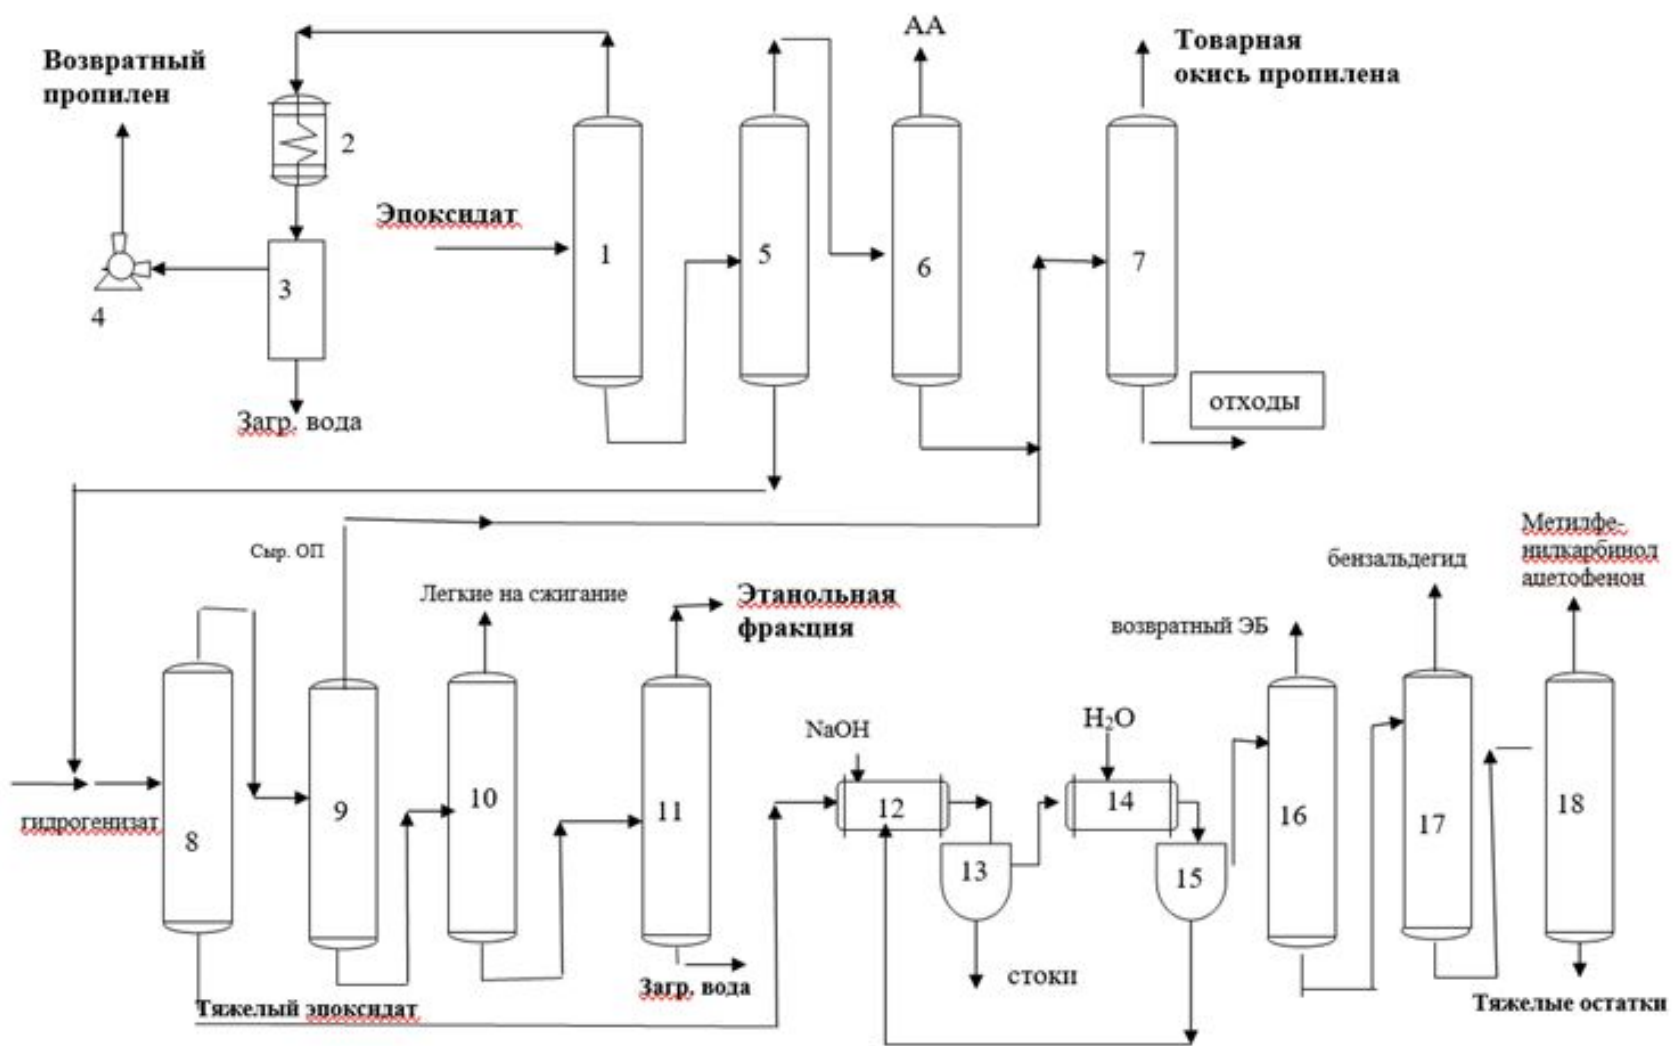 АА
Товарная
окись пропилена
Возвратный
пропилен
2
Эпоксидат
1
5
6
7
3
4
отходы
Загр. вода
Сыр. ОП
Легкие на сжигание
Этанольная
фракция
Метилфе-
нилкарбинол
ацетофенон
бензальдегид
возвратный ЭБ
NaOH
H₂O
гидрогенизат
8
9
10
11
12
13
14
15
16
17
18
стоки
Загр. вода
Тяжелый эпоксидат
Тяжелые остатки